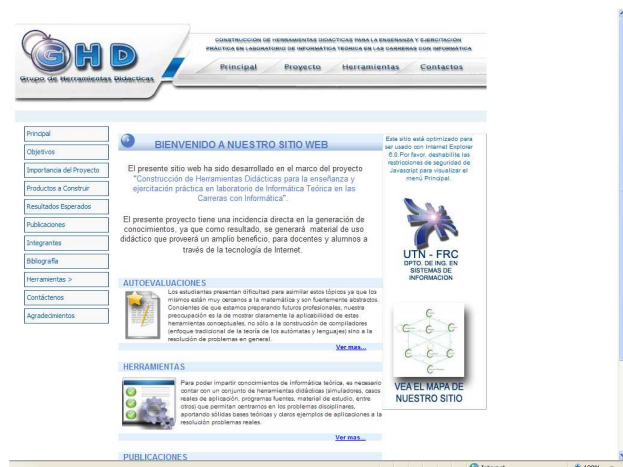 GHD
Grupo de Herramientas Didacticas
CONSTRUCCIÓN DE HERRAMIENTAS DIDACTICAS PARA LA ENSEÑANZA Y EJERCITACIÓN
PRÁCTICA EN LABORATORIO DE INFORMÁTICA TEÓRICA EN LAS CARRERAS CON INFORMÁTICA
Principal Proyecto Herramientas Contactos
Principal
Objetivos
Importancia del Proyecto
Productos a Construir
Resultados Esperados
Publicaciones
Integrantes
Bibliografía
Herramientas >
Contáctenos
Agradecimientos
BIENVENIDO A NUESTRO SITIO WEB
El presente sitio web ha sido desarrollado en el marco del proyecto
"Construcción de Herramientas Didácticas para la enseñanza y
ejercitación práctica en laboratorio de Informática Teórica en las
Carreras con Informática".
El presente proyecto tiene una incidencia directa en la generación de
conocimientos, ya que como resultado, se generará material de uso
didáctico que proveerá un amplio beneficio, para docentes y alumnos a
través de la tecnología de Internet.
AUTOEVALUACIONES
Los estudiantes presentan dificultad para asimilar estos tópicos ya que los
mismos están muy cercanos a la matemática y son fuertemente abstractos.
Concientes de que estamos preparando futuros profesionales, nuestra
preocupación es la de mostrar claramente la aplicabilidad de estas
herramientas conceptuales, no sólo a la construcción de compiladores
(enfoque tradicional de la teoría de los autómatas y lenguajes) sino a la
resolución de problemas en general.
Ver mas...
HERRAMIENTAS
Para poder impartir conocimientos de informática teórica, es necesario
contar con un conjunto de herramientas didácticas (simuladores, casos
reales de aplicación, programas fuentes, material de estudio, entre
otros) que permitan centrarnos en los problemas disciplinares,
aportando sólidas bases teóricas y claros ejemplos de aplicaciones a la
resolución problemas reales.
Ver mas...
PUBLICACIONES
Este sitio está optimizado para
ser usado con Internet Explorer
6.0.Por favor, deshabilite las
restricciones de seguridad de
Javascript para visualizar el
menú Principal.
UTN - FRC
DPTO. DE ING. EN
SISTEMAS DE
INFORMACION
VEA EL MAPA DE
NUESTRO SITIO
Internet 100%